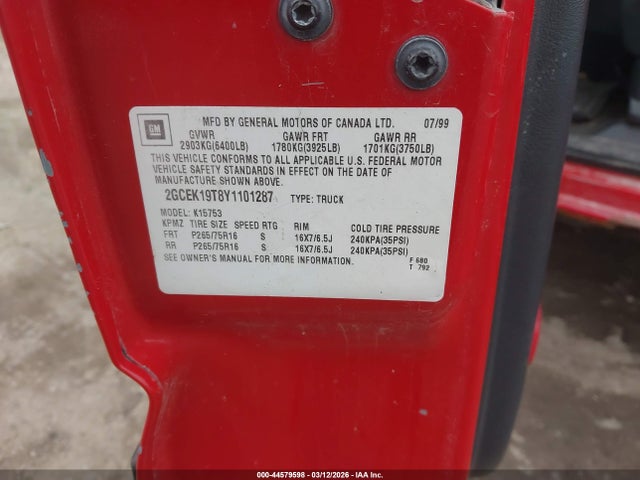 GM
MFD BY GENERAL MOTORS OF CANADA LTD. 07/99
GVWR GAWR FRT GAWR RR
2903KG(6400LB) 1780KG(3925LB) 1701KG(3750LB)
THIS VEHICLE CONFORMS TO ALL APPLICABLE U.S. FEDERAL MOTOR
VEHICLE SAFETY STANDARDS IN EFFECT ON THE DATE OF
MANUFACTURE SHOWN ABOVE.
2GCEK19T8Y1101287 TYPE: TRUCK
MODEL: K15753
KPMZ TIRE SIZE SPEED RTG RIM COLD TIRE PRESSURE
FRT P265/75R16 S 16X7/6.5J 240KPA(35PSI)
RR P265/75R16 S 16X7/6.5J 240KPA(35PSI)
SEE OWNER'S MANUAL FOR MORE INFORMATION.
F 680
T 792
000-44579598 - 03/12/2026 - IAA Inc.